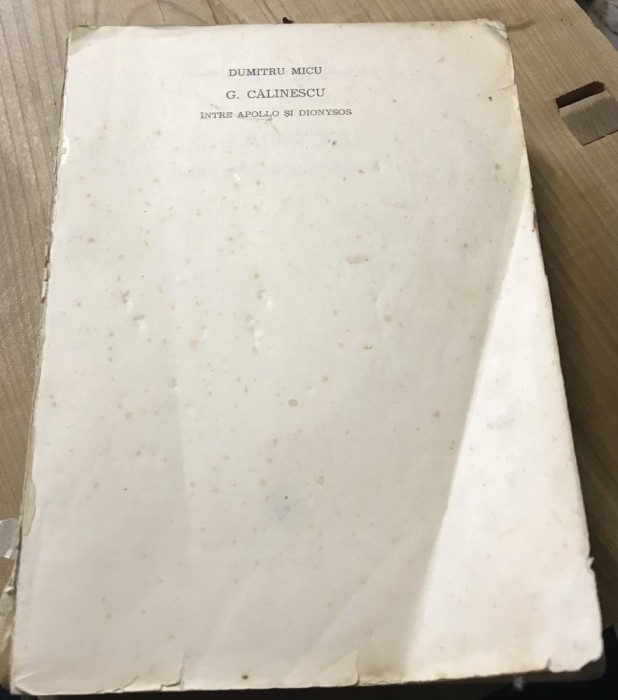 DUMITRU MICU
G. CĂLINESCU
ÎNTRE APOLLO ȘI DIONYSOS